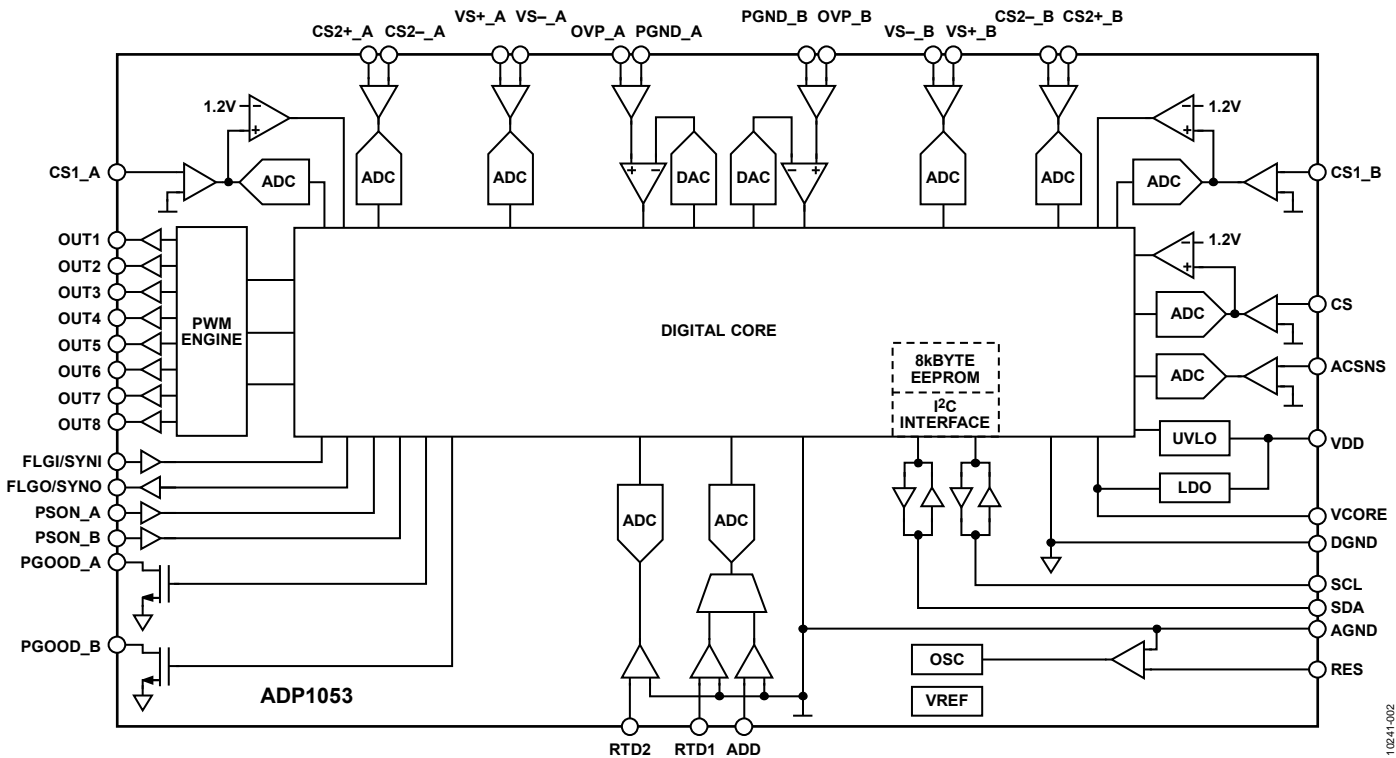 VS+_A VS–_A
PGND_B OVP_B
CS2–_B CS2+_B
CS2+_A CS2–_A
OVP_A PGND_A
VS–_B VS+_B
1.2V
–
+
1.2V
–
+
CS1_A
ADC
ADC
ADC
+ –
DAC
DAC
– +
ADC
ADC
ADC
CS1_B
OUT1
OUT2
OUT3
OUT4
OUT5
OUT6
OUT7
OUT8
PWM
ENGINE
DIGITAL CORE
1.2V
–
+
ADC
CS
8kBYTE
EEPROM
I2C
INTERFACE
ADC
ACSNS
UVLO
VDD
LDO
VCORE
DGND
FLGI/SYNI
FLGO/SYNO
PSON_A
PSON_B
PGOOD_A
PGOOD_B
ADC
ADC
SCL
SDA
AGND
RES
OSC
VREF
ADP1053
RTD2
RTD1 ADD
10241-002